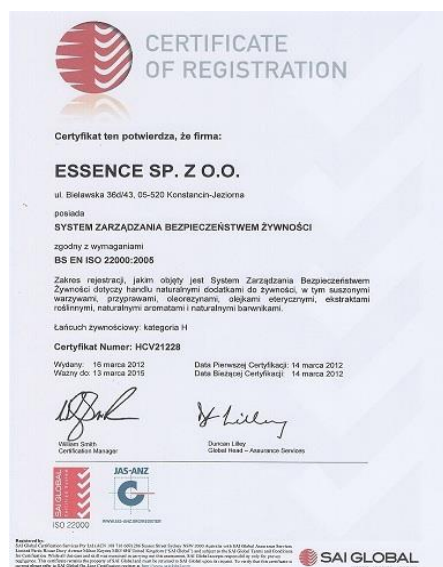 CERTIFICATE
OF REGISTRATION
Certyfikat ten potwierdza, że firma:
ESSENCE SP. Z O.O.
ul. Bielawska 36d/43, 05-520 Konstancin-Jeziorna
posiada
SYSTEM ZARZĄDZANIA BEZPIECZEŃSTWEM ŻYWNOŚCI
zgodny z wymaganiami
BS EN ISO 22000:2005
Zakres rejestracji, jakim objęty jest System Zarządzania Bezpieczeństwem
Żywności dotyczy handlu naturalnymi dodatkami do żywności, w tym suszonymi
warzywami, przyprawami, oleorezynami, olejkami eterycznymi, ekstraktami
roślinnymi, naturalnymi aromatami i naturalnymi barwnikami.
Łańcuch żywnościowy: kategoria H
Certyfikat Numer: HCV21228
Wydany: 16 marca 2012 Data Pierwszej Certyfikacji: 14 marca 2012
Ważny do: 13 marca 2015 Data Bieżącej Certyfikacji: 14 marca 2012
William Smith Duncan Lilley
Certification Manager Global Head – Assurance Services
JAS-ANZ
SAI GLOBAL
ISO 22000
Registered by:
SAI GLOBAL